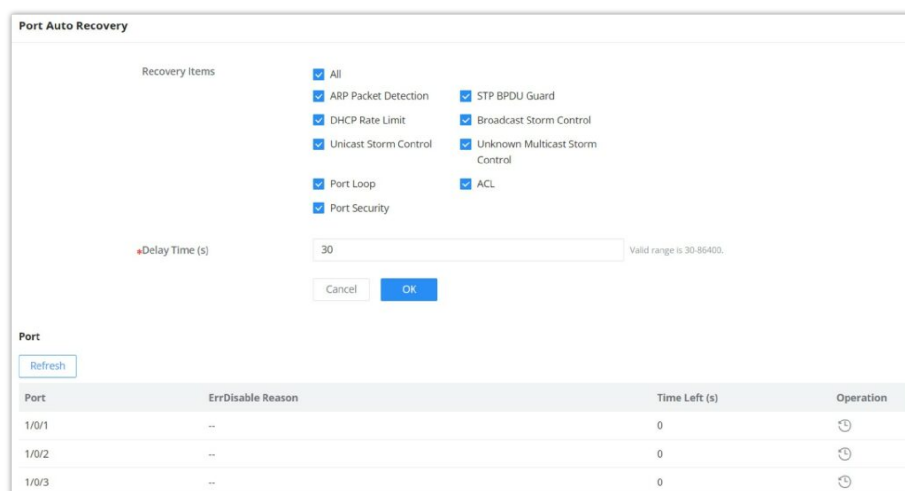 Port Auto Recovery
Recovery Items
All
ARP Packet Detection STP BPDU Guard
DHCP Rate Limit Broadcast Storm Control
Unicast Storm Control Unknown Multicast Storm
Control
Port Loop ACL
Port Security
*Delay Time (s) 30 Valid range is 30-86400.
Cancel OK
Port
Refresh
Port ErrDisable Reason Time Left (s) Operation
1/0/1 -- 0
1/0/2 -- 0
1/0/3 -- 0